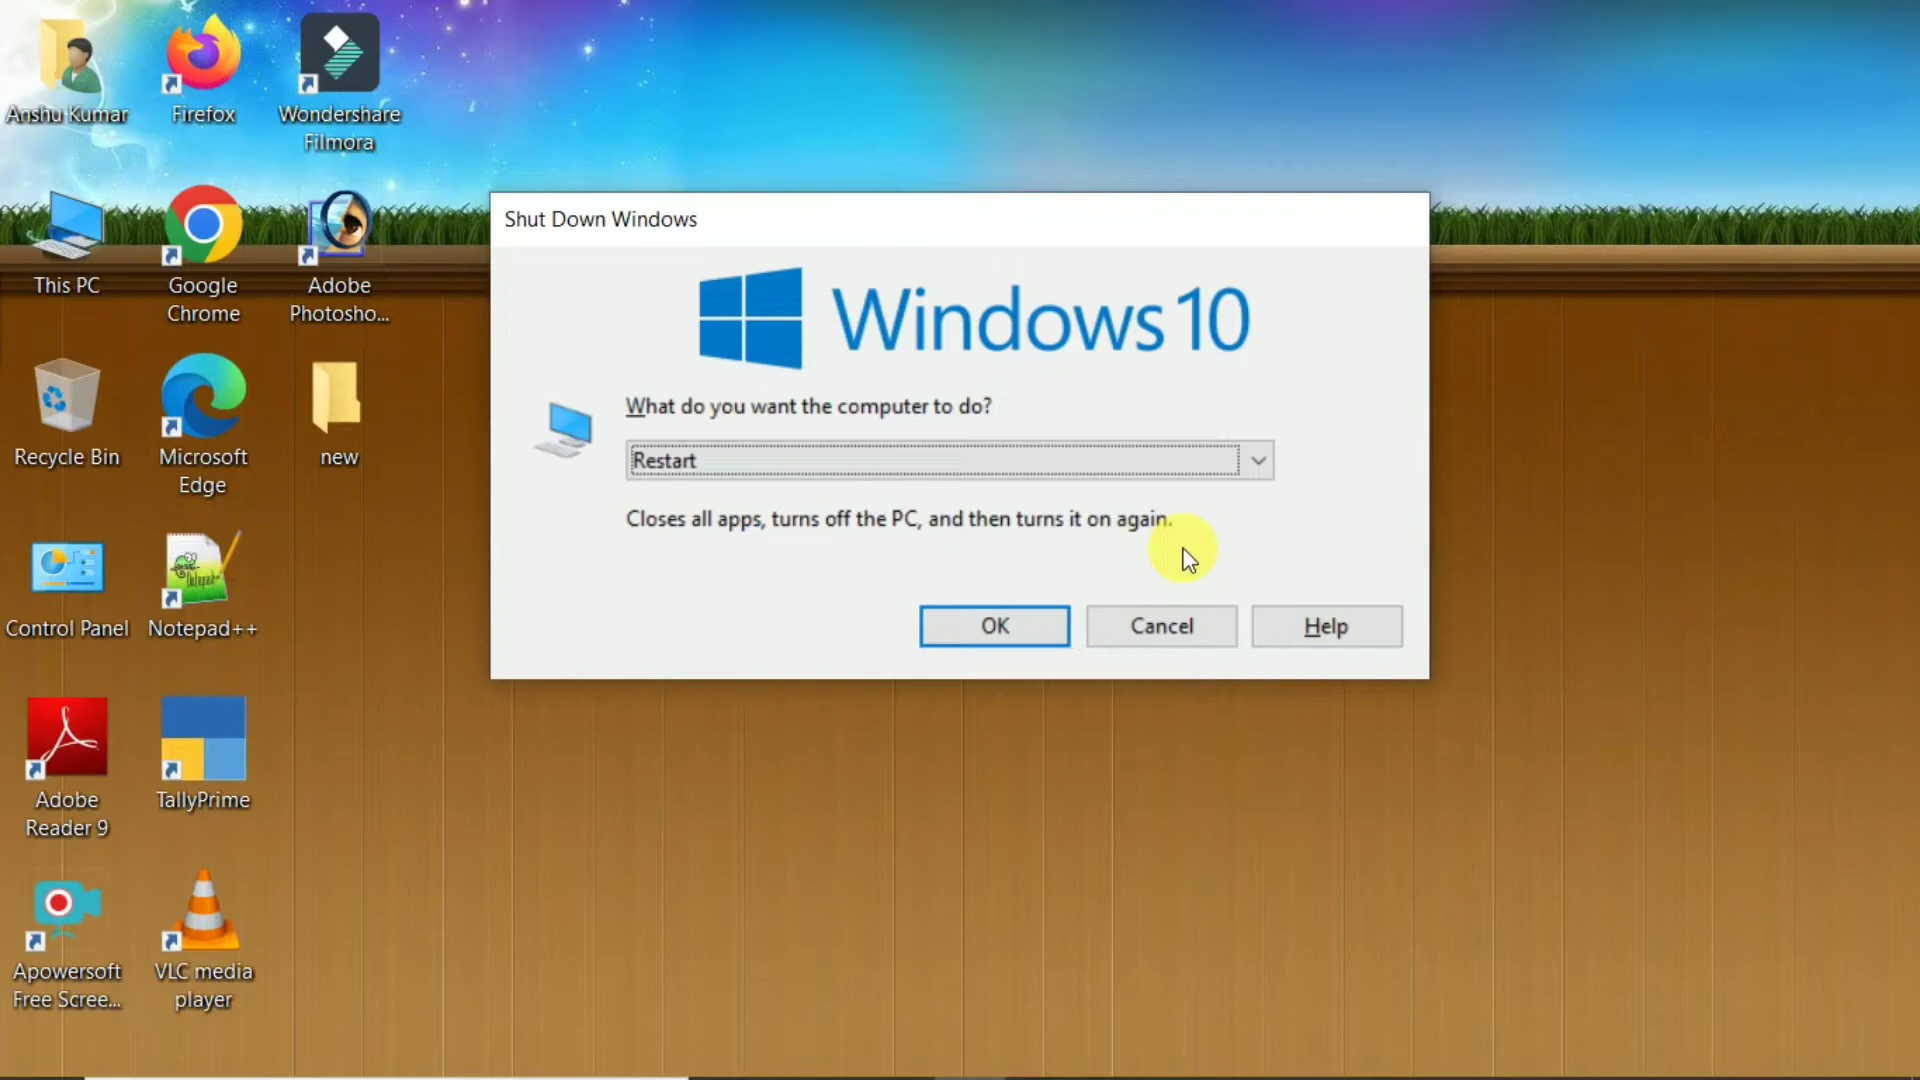 Anshu Kumar
Firefox
Wondershare
Filmora
This PC
Google
Chrome
Adobe
Photosho...
Recycle Bin
Microsoft
Edge
new
Control Panel
Notepad++
Adobe
Reader 9
TallyPrime
Apowersoft
Free Scree...
VLC media
player
Shut Down Windows
Windows 10
What do you want the computer to do?
Restart
Closes all apps, turns off the PC, and then turns it on again.
OK
Cancel
Help